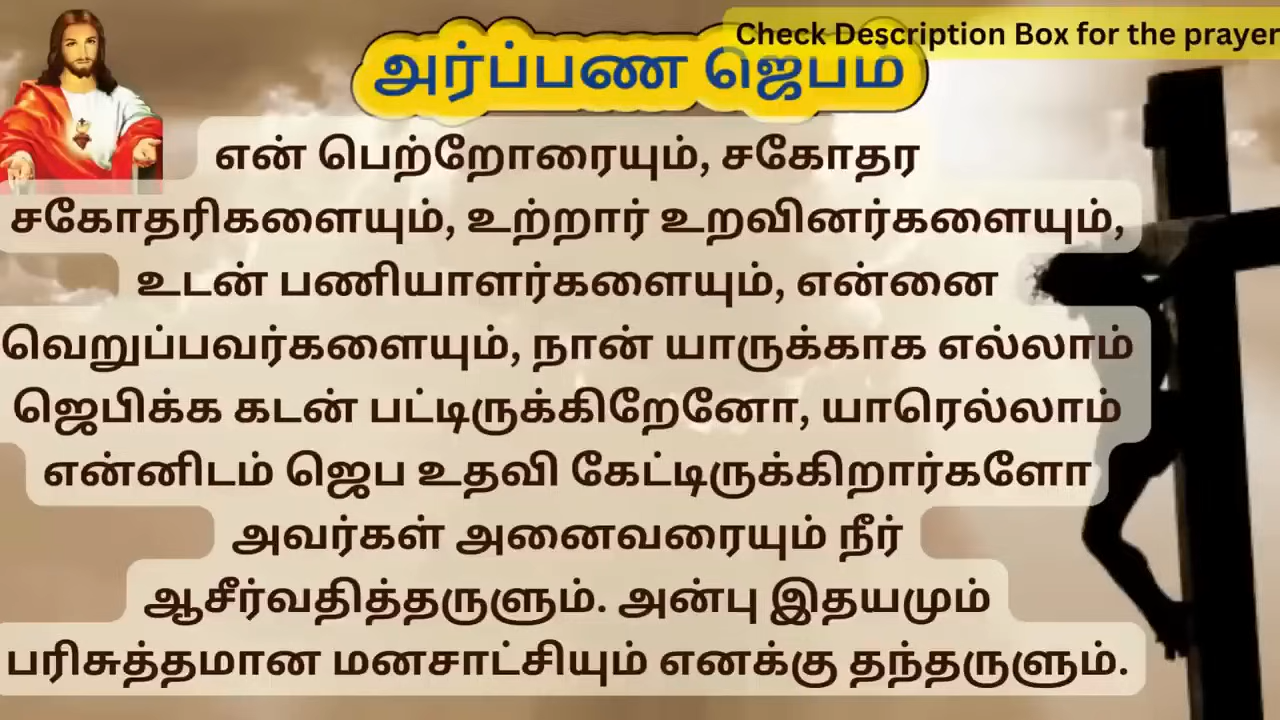 Check Description Box for the prayer
அர்ப்பண ஜெபம்
என் பெற்றோரையும், சகோதர
சகோதரிகளையும், உற்றார் உறவினர்களையும்,
உடன் பணியாளர்களையும், என்னை
வெறுப்பவர்களையும், நான் யாருக்காக எல்லாம்
ஜெபிக்க கடன் பட்டிருக்கிறேனோ, யாரெல்லாம்
என்னிடம் ஜெப உதவி கேட்டிருக்கிறார்களோ
அவர்கள் அனைவரையும் நீர்
ஆசீர்வதித்தருளும். அன்பு இதயமும்
பரிசுத்தமான மனசாட்சியும் எனக்கு தந்தருளும்.